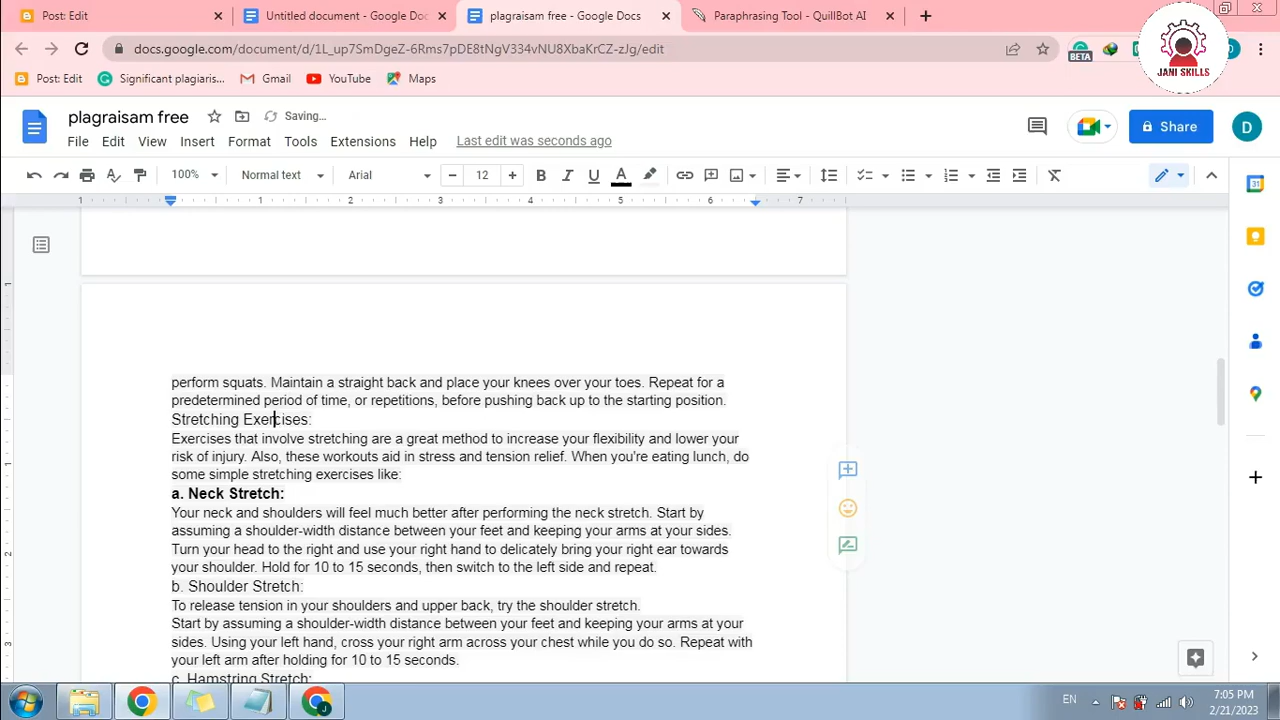 Post: Edit
Untitled document - Google Doc
plagraisam free - Google Docs
Paraphrasing Tool - QuillBot AI
docs.google.com/document/d/1L_up7SmDgeZ-6Rms7pDE8tNgV334vNU8XbaKrCZ-zJg/edit
BETA
JANI SKILLS
Post: Edit
Significant plagiaris...
Gmail
YouTube
Maps
plagraisam free
Saving...
File
Edit
View
Insert
Format
Tools
Extensions
Help
Last edit was seconds ago
Share
D
100%
Normal text
Arial
12
1 1 2 3 4 5 6 7
perform squats. Maintain a straight back and place your knees over your toes. Repeat for a
predetermined period of time, or repetitions, before pushing back up to the starting position.
Stretching Exercises:
Exercises that involve stretching are a great method to increase your flexibility and lower your
risk of injury. Also, these workouts aid in stress and tension relief. When you're eating lunch, do
some simple stretching exercises like:
a. Neck Stretch:
Your neck and shoulders will feel much better after performing the neck stretch. Start by
assuming a shoulder-width distance between your feet and keeping your arms at your sides.
Turn your head to the right and use your right hand to delicately bring your right ear towards
your shoulder. Hold for 10 to 15 seconds, then switch to the left side and repeat.
b. Shoulder Stretch:
To release tension in your shoulders and upper back, try the shoulder stretch.
Start by assuming a shoulder-width distance between your feet and keeping your arms at your
sides. Using your left hand, cross your right arm across your chest while you do so. Repeat with
your left arm after holding for 10 to 15 seconds.
c. Hamstring Stretch:
EN
7:05 PM
2/21/2023